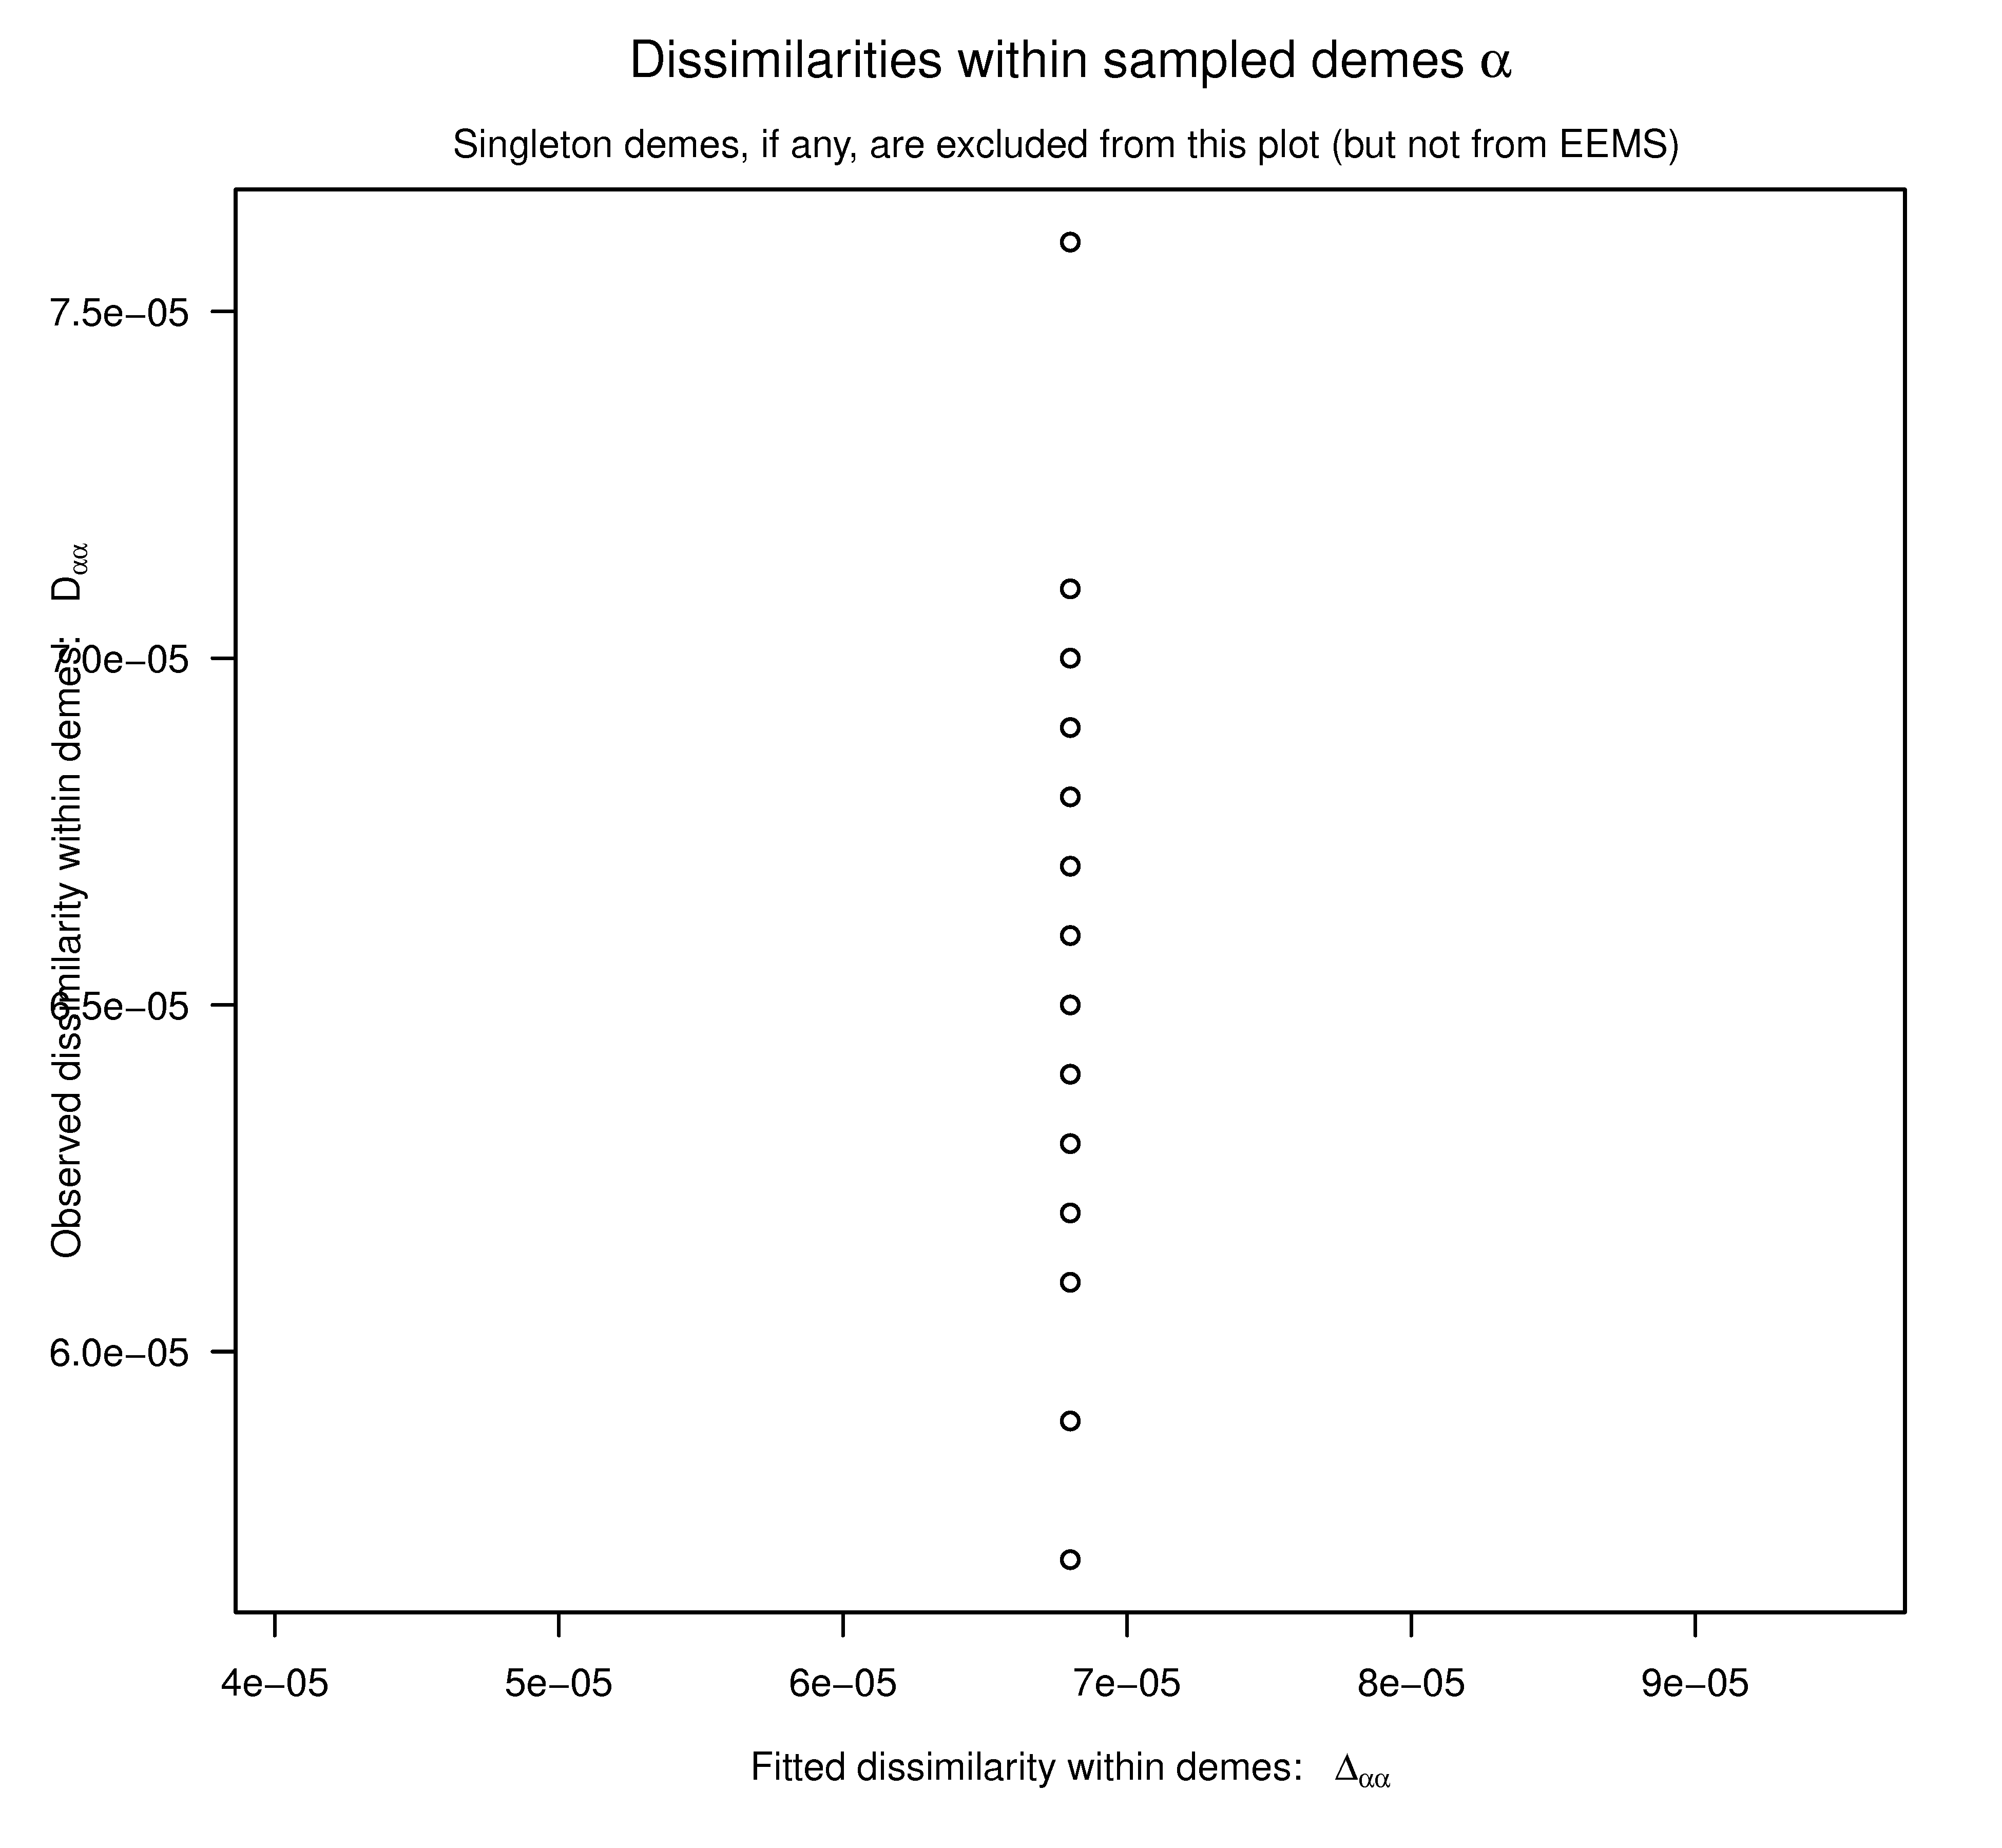 Dissimilarities within sampled demes α
Singleton demes, if any, are excluded from this plot (but not from EEMS)
Observed dissimilarity within demes: Dαα
7.5e−05
7.0e−05
6.5e−05
6.0e−05
4e−05 5e−05 6e−05 7e−05 8e−05 9e−05
Fitted dissimilarity within demes: Δαα